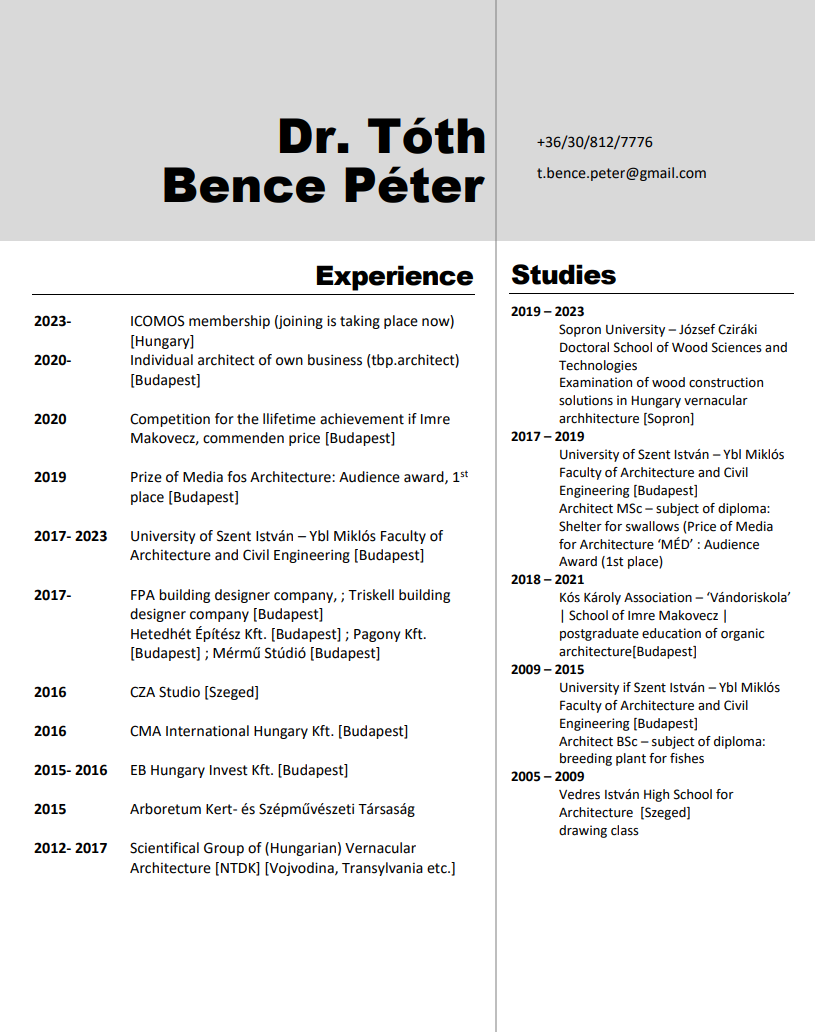 Dr. Tóth
Bence Péter
+36/30/812/7776
t.bence.peter@gmail.com
Experience
2023- ICOMOS membership (joining is taking place now)
[Hungary]
2020- Individual architect of own business (tbp.architect)
[Budapest]
2020 Competition for the llifetime achievement if Imre
Makovecz, commenden price [Budapest]
2019 Prize of Media fos Architecture: Audience award, 1st
place [Budapest]
2017- 2023 University of Szent István – Ybl Miklós Faculty of
Architecture and Civil Engineering [Budapest]
2017- FPA building designer company, ; Triskell building
designer company [Budapest]
Hetedhét Építész Kft. [Budapest] ; Pagony Kft.
[Budapest] ; Mérmű Stúdió [Budapest]
2016 CZA Studio [Szeged]
2016 CMA International Hungary Kft. [Budapest]
2015- 2016 EB Hungary Invest Kft. [Budapest]
2015 Arboretum Kert- és Szépművészeti Társaság
2012- 2017 Scientifical Group of (Hungarian) Vernacular
Architecture [NTDK] [Vojvodina, Transylvania etc.]
Studies
2019 – 2023
Sopron University – József Cziráki
Doctoral School of Wood Sciences and
Technologies
Examination of wood construction
solutions in Hungary vernacular
archhitecture [Sopron]
2017 – 2019
University of Szent István – Ybl Miklós
Faculty of Architecture and Civil
Engineering [Budapest]
Architect MSc – subject of diploma:
Shelter for swallows (Price of Media
for Architecture ‘MÉD’ : Audience
Award (1st place)
2018 – 2021
Kós Károly Association – ‘Vándoriskola’
| School of Imre Makovecz |
postgraduate education of organic
architecture[Budapest]
2009 – 2015
University if Szent István – Ybl Miklós
Faculty of Architecture and Civil
Engineering [Budapest]
Architect BSc – subject of diploma:
breeding plant for fishes
2005 – 2009
Vedres István High School for
Architecture [Szeged]
drawing class